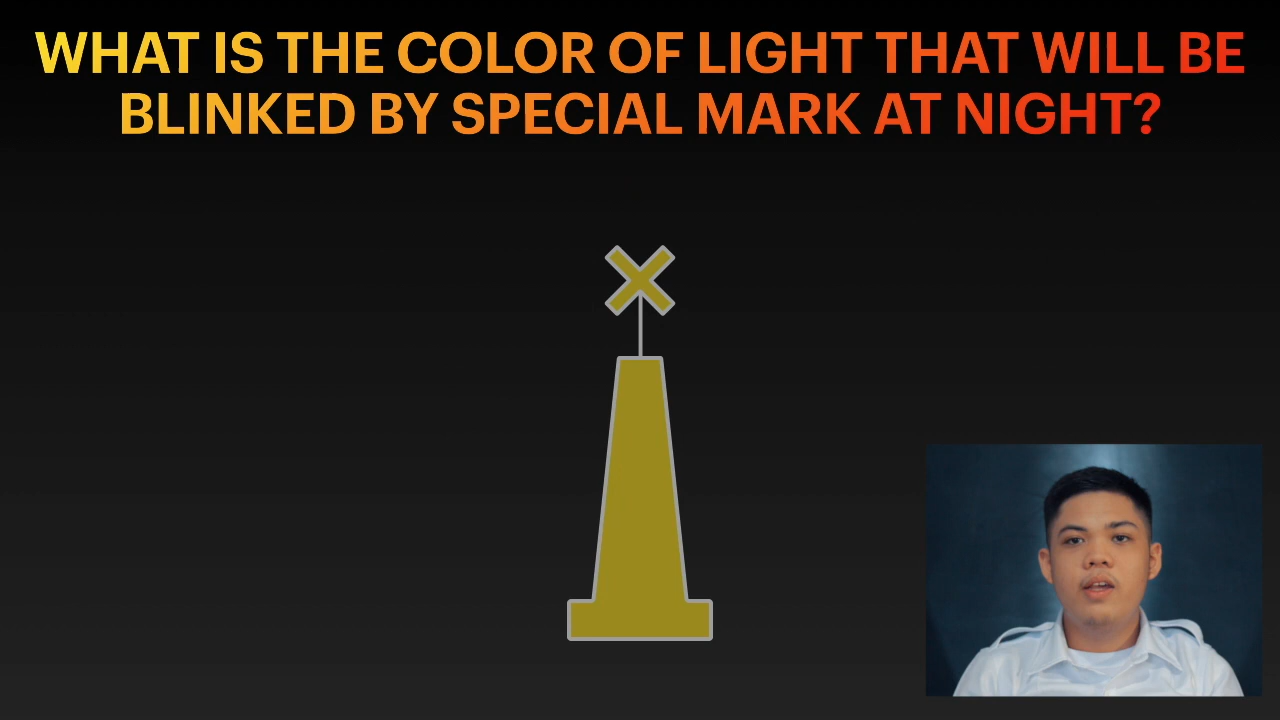 WHAT IS THE COLOR OF LIGHT THAT WILL BE
BLINKED BY SPECIAL MARK AT NIGHT?